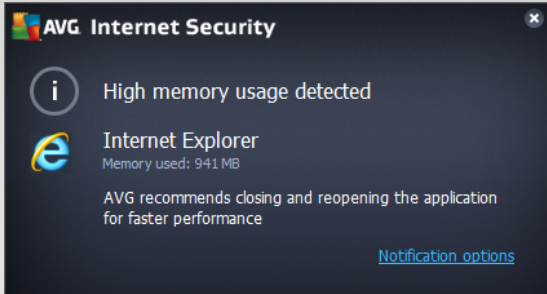 AVG Internet Security
i
High memory usage detected
Internet Explorer
Memory used: 941 MB
AVG recommends closing and reopening the application
for faster performance
Notification options